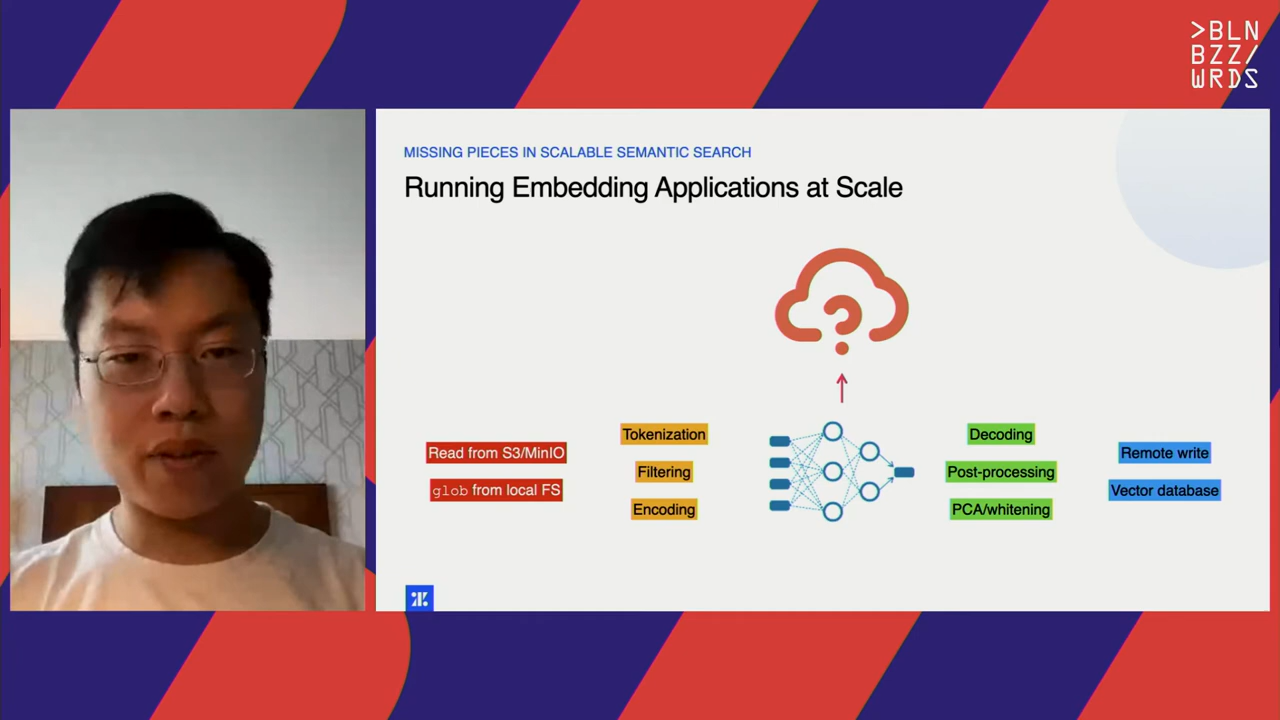 >BLN
BZZ/
WRDS
MISSING PIECES IN SCALABLE SEMANTIC SEARCH
Running Embedding Applications at Scale
?
Read from S3/MinIO
glob from local FS
Tokenization
Filtering
Encoding
Decoding
Post-processing
PCA/whitening
Remote write
Vector database